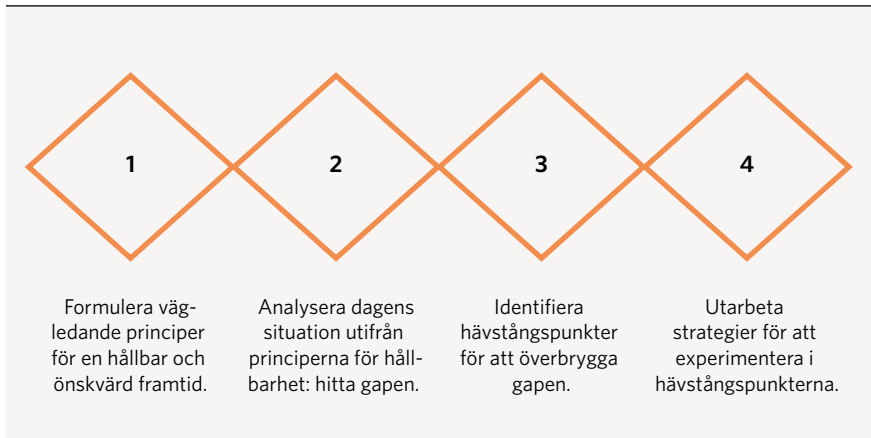 1
2
3
4
Formulera väg-
ledande principer
för en hållbar och
önskvärd framtid.
Analysera dagens
situation utifrån
principerna för håll-
barhet: hitta gapen.
Identifiera
hävstångspunkter
för att överbrygga
gapen.
Utarbeta
strategier för att
experimentera i
hävstångspunkterna.